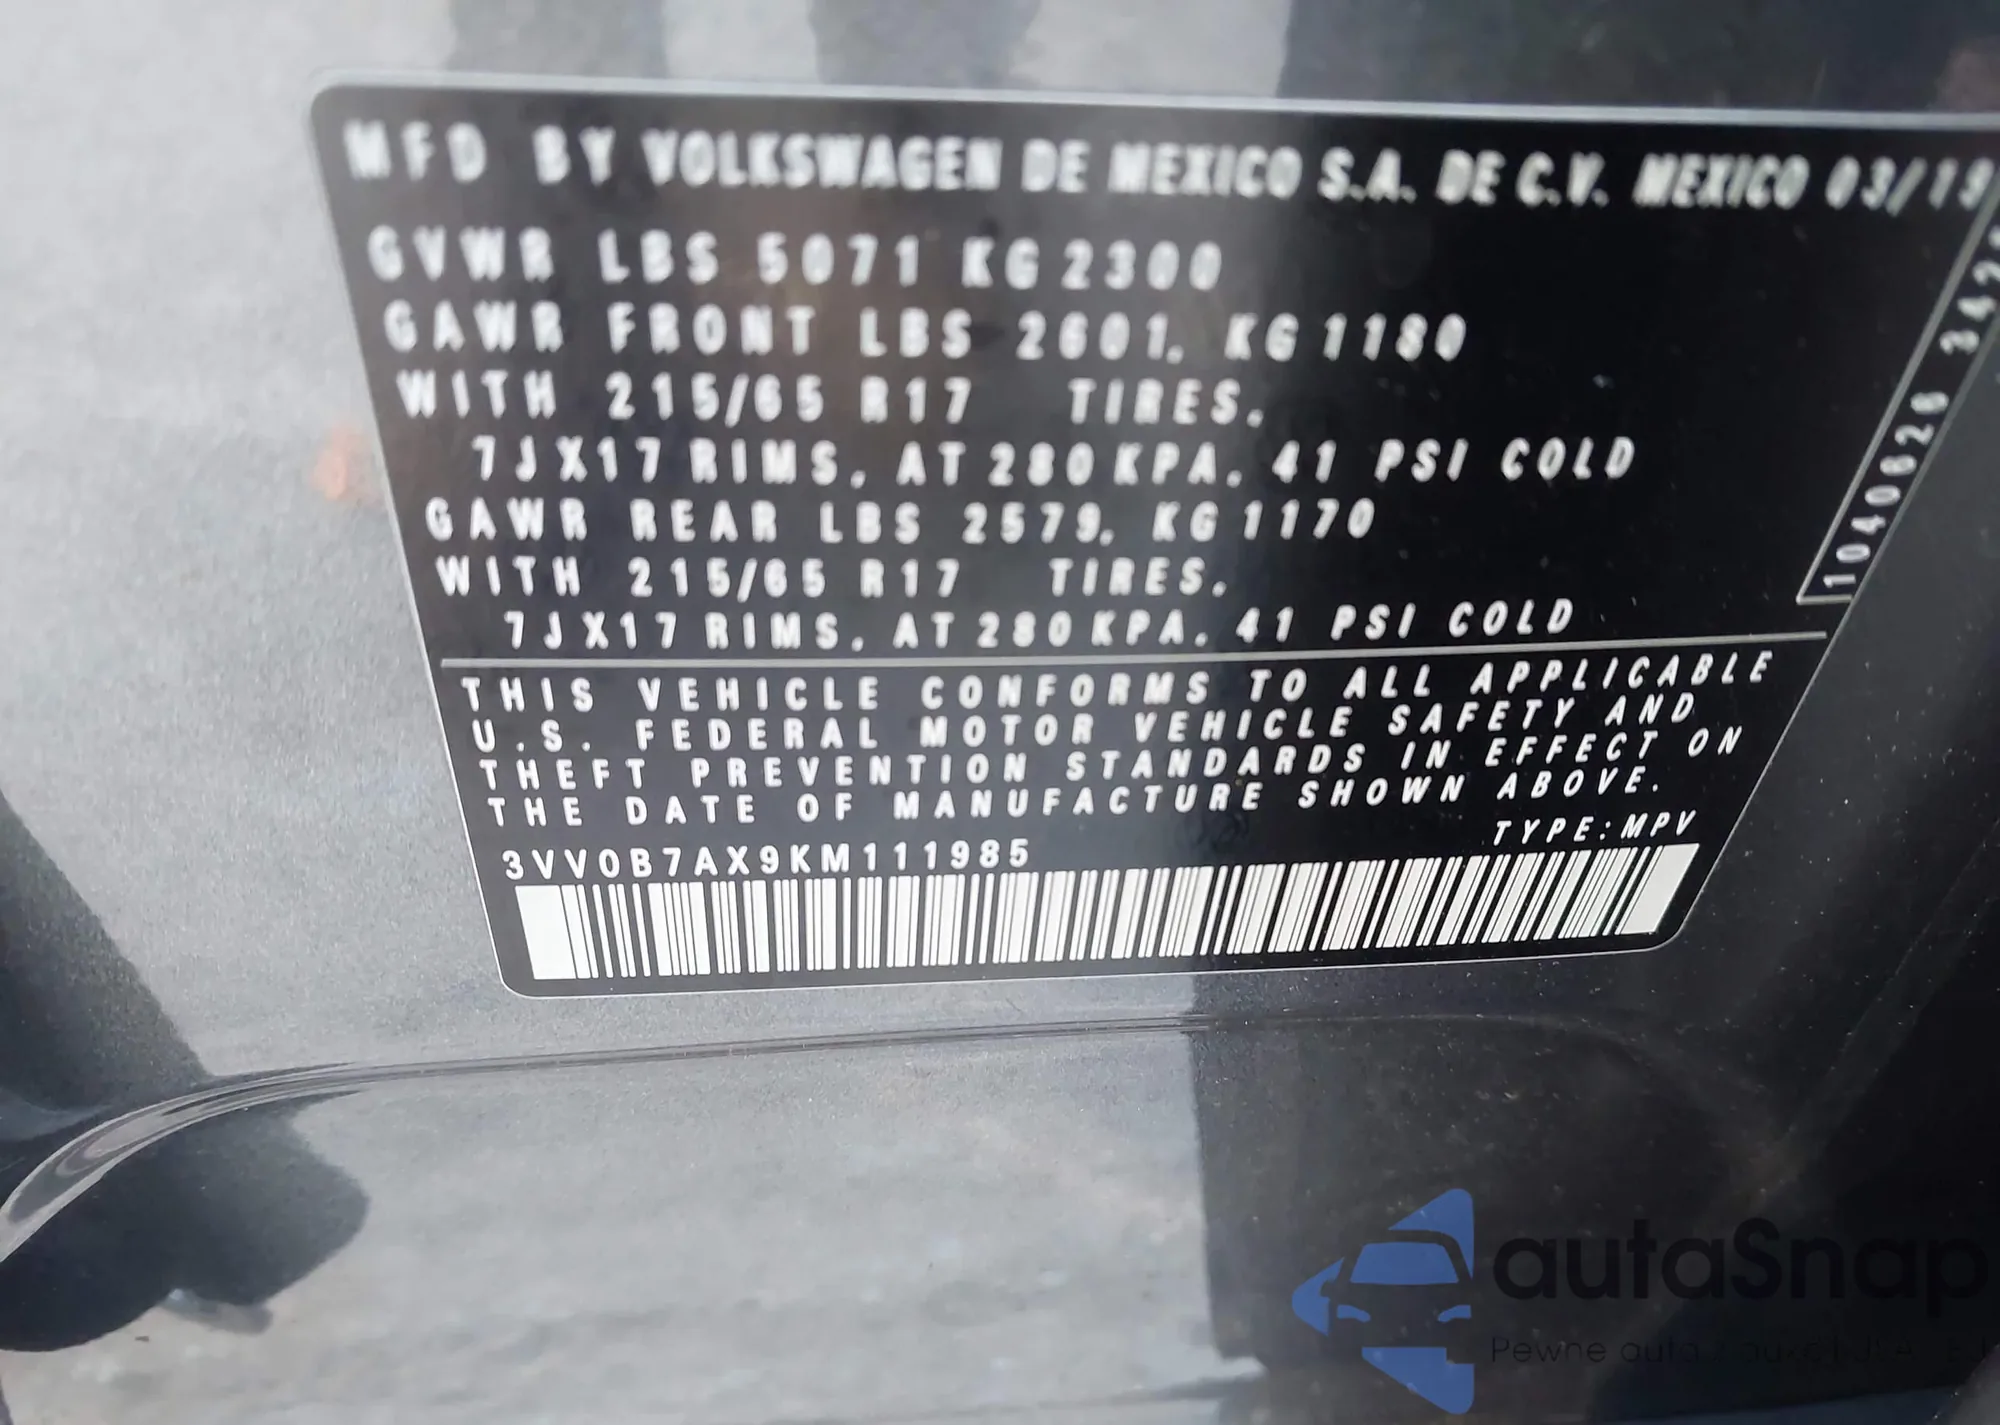 MFD BY VOLKSWAGEN DE MEXICO S.A. DE C.V. MEXICO 03/19
GVWR LBS 5071 KG 2300
GAWR FRONT LBS 2601, KG 1180
WITH 215/65 R17 TIRES,
7JX17 RIMS, AT 280 KPA, 41 PSI COLD
GAWR REAR LBS 2579, KG 1170
WITH 215/65 R17 TIRES,
7JX17 RIMS, AT 280 KPA, 41 PSI COLD
1040626
THIS VEHICLE CONFORMS TO ALL APPLICABLE
U.S. FEDERAL MOTOR VEHICLE SAFETY AND
THEFT PREVENTION STANDARDS IN EFFECT ON
THE DATE OF MANUFACTURE SHOWN ABOVE.
TYPE: MPV
3VV0B7AX9KM111985
autaSnap
Pewne auta z